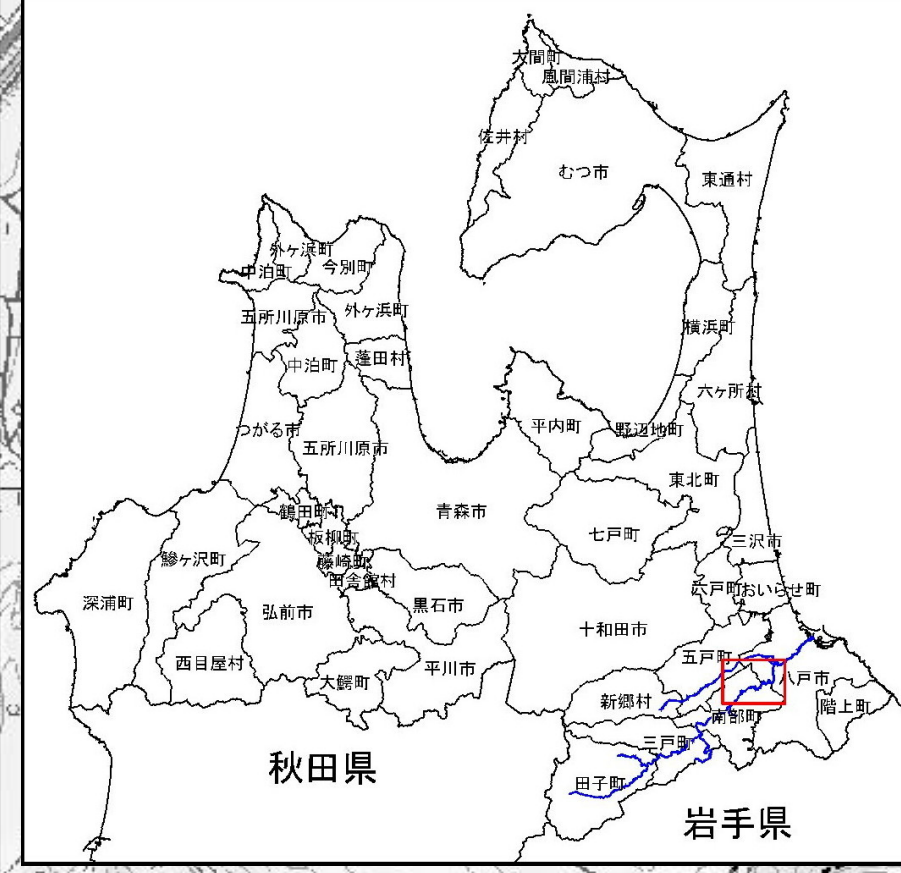 大間町
風間浦村
佐井村
むつ市
東通村
外ヶ浜町
中泊町
今別町
五所川原市
外ヶ浜町
横浜町
中泊町
蓬田村
六ヶ所村
つがる市
五所川原市
平内町
野辺地町
東北町
鶴田町
青森市
板柳町
七戸町
三沢市
鰺ヶ沢町
藤崎町
田舎館村
六戸町
おいらせ町
深浦町
弘前市
黒石市
十和田市
西目屋村
大鰐町
平川市
五戸町
八戸市
新郷村
南部町
階上町
三戸町
秋田県
田子町
岩手県